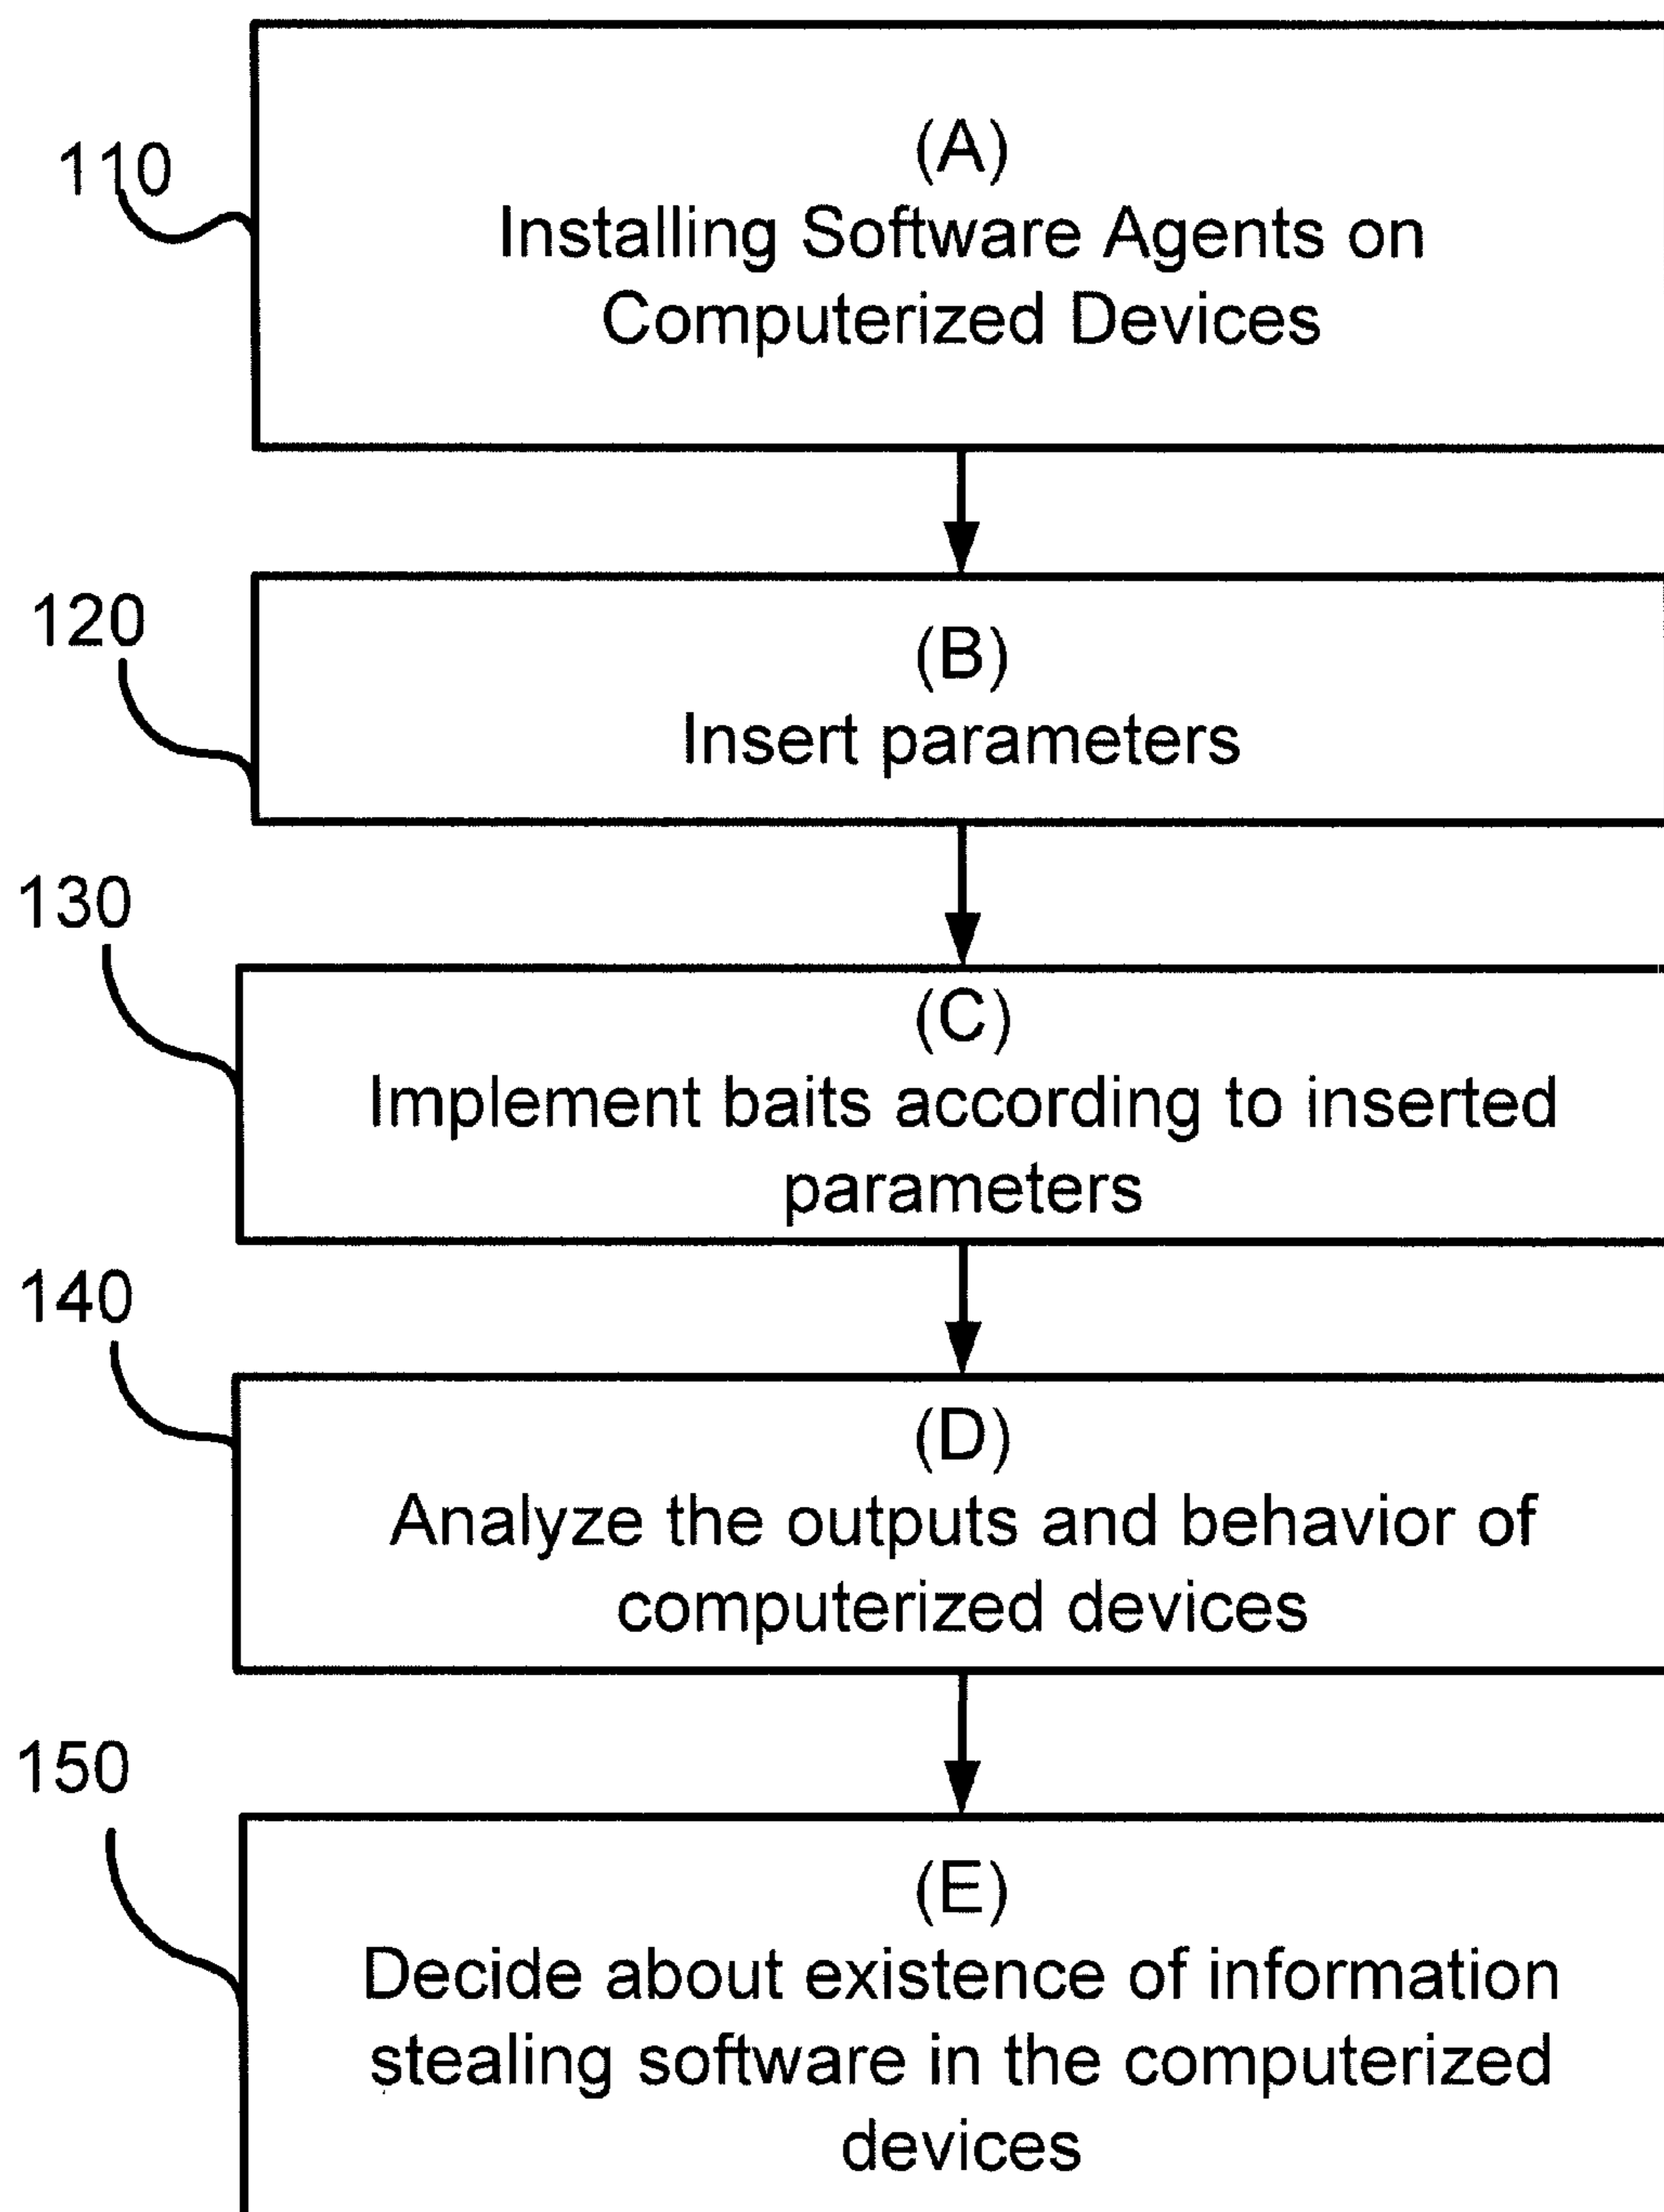 110
(A)
Installing Software Agents on
Computerized Devices
120
(B)
Insert parameters
130
(C)
Implement baits according to inserted
parameters
140
(D)
Analyze the outputs and behavior of
computerized devices
150
(E)
Decide about existence of information
stealing software in the computerized
devices